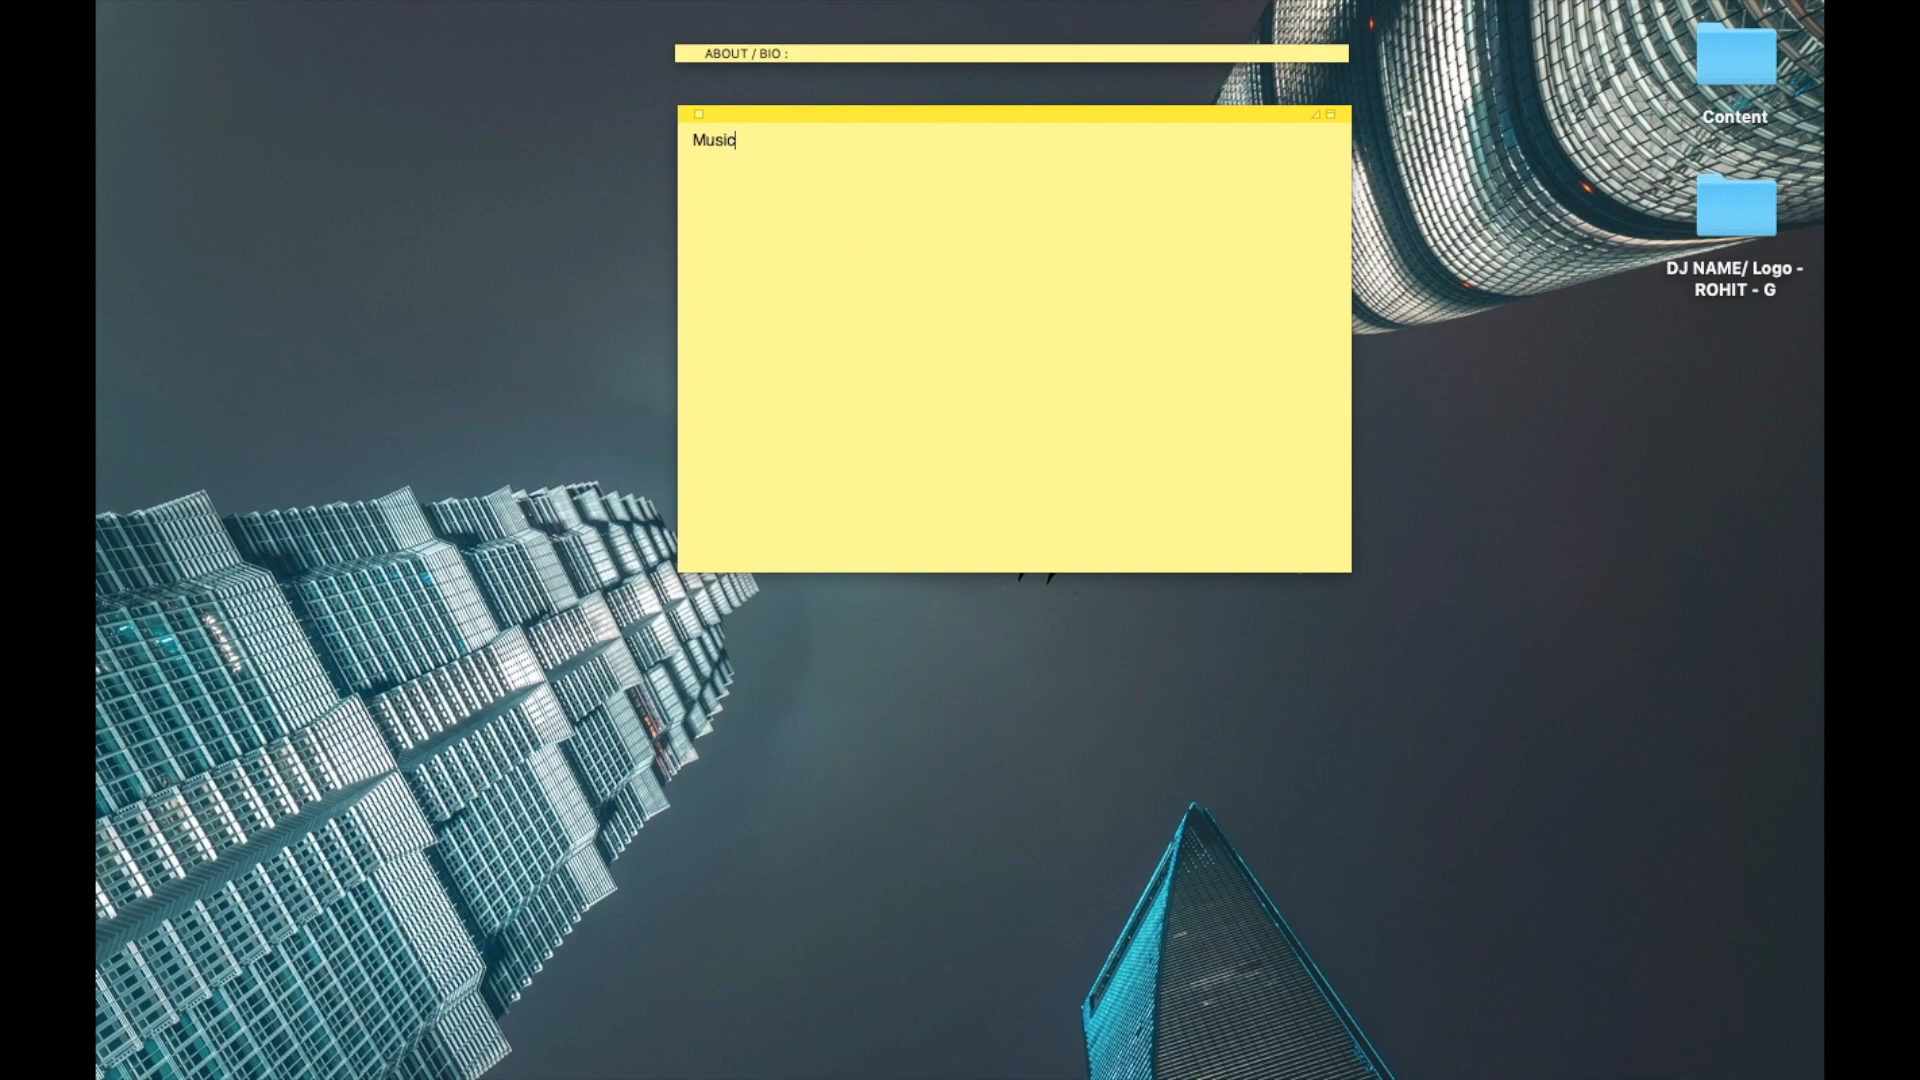 ABOUT / BIO :
Music
Content
DJ NAME/ Logo -
ROHIT - G